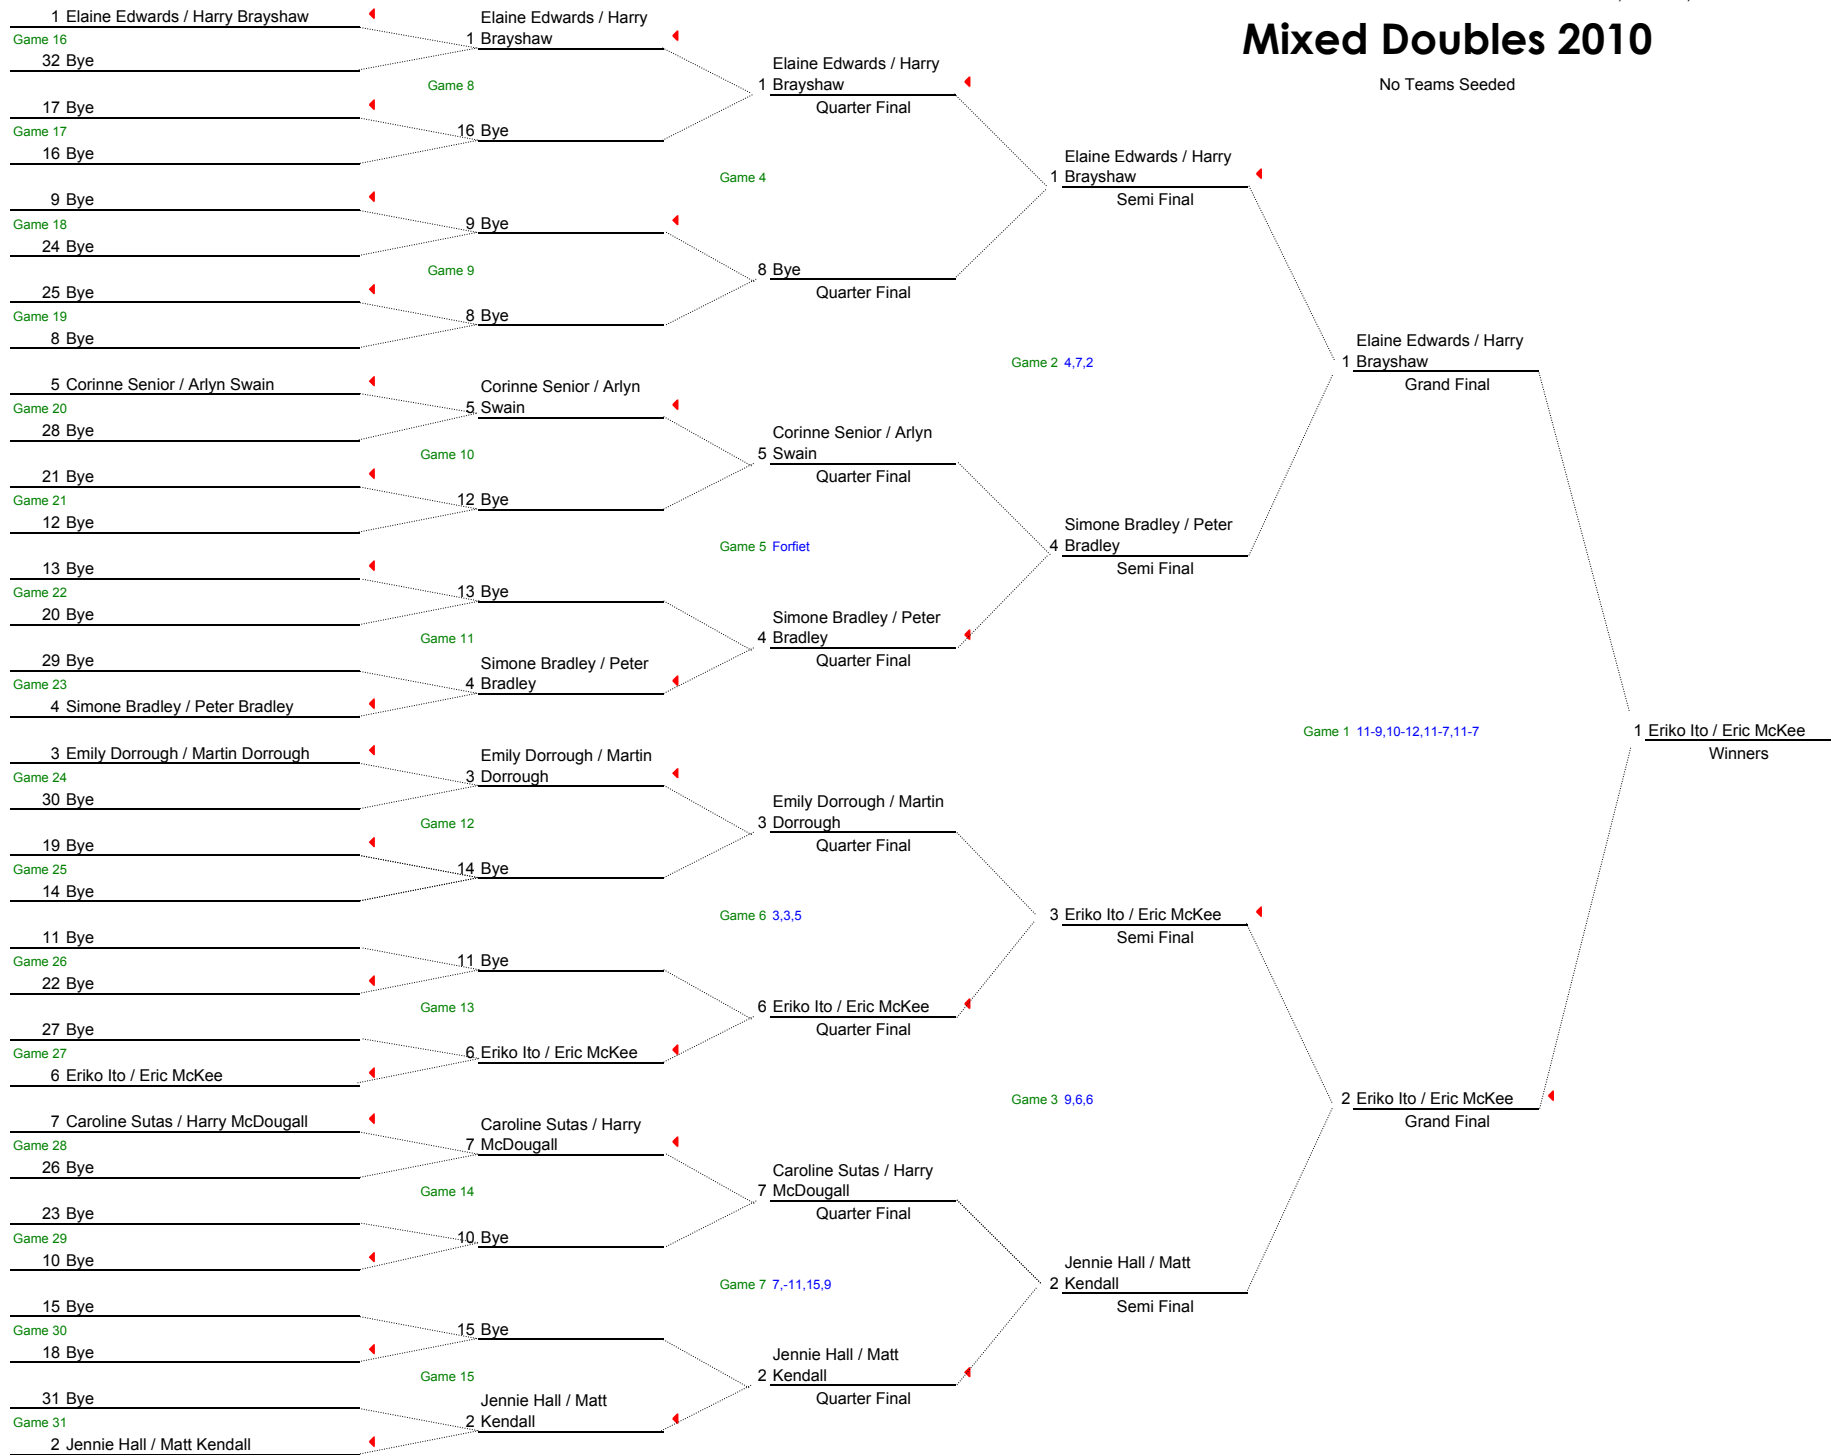 Mixed Doubles 2010
No Teams Seeded
1 Elaine Edwards / Harry Brayshaw
Game 16
32 Bye
17 Bye
Game 17
16 Bye
9 Bye
Game 18
24 Bye
25 Bye
Game 19
8 Bye
5 Corinne Senior / Arlyn Swain
Game 20
28 Bye
21 Bye
Game 21
12 Bye
13 Bye
Game 22
20 Bye
29 Bye
Game 23
4 Simone Bradley / Peter Bradley
3 Emily Dorrough / Martin Dorrough
Game 24
30 Bye
19 Bye
Game 25
14 Bye
11 Bye
Game 26
22 Bye
27 Bye
Game 27
6 Eriko Ito / Eric McKee
7 Caroline Sutas / Harry McDougall
Game 28
26 Bye
23 Bye
Game 29
10 Bye
15 Bye
Game 30
18 Bye
31 Bye
Game 31
2 Jennie Hall / Matt Kendall
Elaine Edwards / Harry
1 Brayshaw
Game 8
16 Bye
9 Bye
Game 9
8 Bye
Corinne Senior / Arlyn
5 Swain
Game 10
12 Bye
13 Bye
Game 11
Simone Bradley / Peter
4 Bradley
Emily Dorrough / Martin
3 Dorrough
Game 12
14 Bye
11 Bye
Game 13
6 Eriko Ito / Eric McKee
Caroline Sutas / Harry
7 McDougall
Game 14
10 Bye
15 Bye
Game 15
Jennie Hall / Matt
2 Kendall
Elaine Edwards / Harry
1 Brayshaw
Quarter Final
Game 4
8 Bye
Quarter Final
Corinne Senior / Arlyn
5 Swain
Quarter Final
Game 5 Forfiet
Simone Bradley / Peter
4 Bradley
Quarter Final
Emily Dorrough / Martin
3 Dorrough
Quarter Final
Game 6 3,3,5
6 Eriko Ito / Eric McKee
Quarter Final
Caroline Sutas / Harry
7 McDougall
Quarter Final
Game 7 7,-11,15,9
Jennie Hall / Matt
2 Kendall
Quarter Final
Elaine Edwards / Harry
1 Brayshaw
Semi Final
Game 2 4,7,2
Simone Bradley / Peter
4 Bradley
Semi Final
3 Eriko Ito / Eric McKee
Semi Final
Game 3 9,6,6
Jennie Hall / Matt
2 Kendall
Semi Final
Elaine Edwards / Harry
1 Brayshaw
Grand Final
Game 1 11-9,10-12,11-7,11-7
2 Eriko Ito / Eric McKee
Grand Final
1 Eriko Ito / Eric McKee
Winners